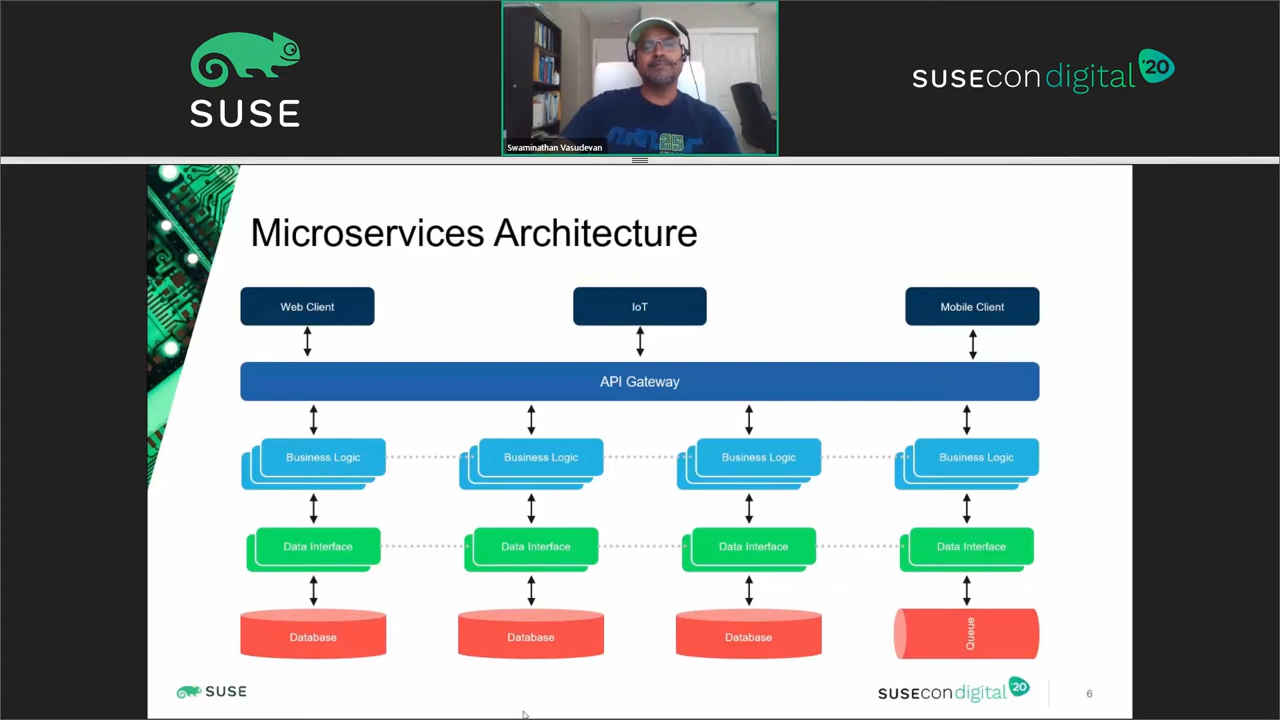 SUSE
SUSECON digital '20
Swaminathan Vasudevan
Microservices Architecture
Web Client
IoT
Mobile Client
API Gateway
Business Logic
Business Logic
Business Logic
Business Logic
Data Interface
Data Interface
Data Interface
Data Interface
Database
Database
Database
Queue
SUSE
SUSECON digital '20
6